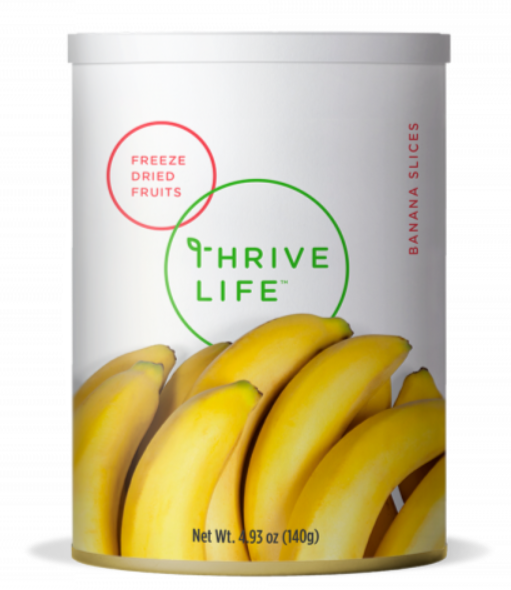 FREEZE
DRIED
FRUITS
THRIVE
LIFE™
BANANA SLICES
Net Wt. 4.93 oz (140g)